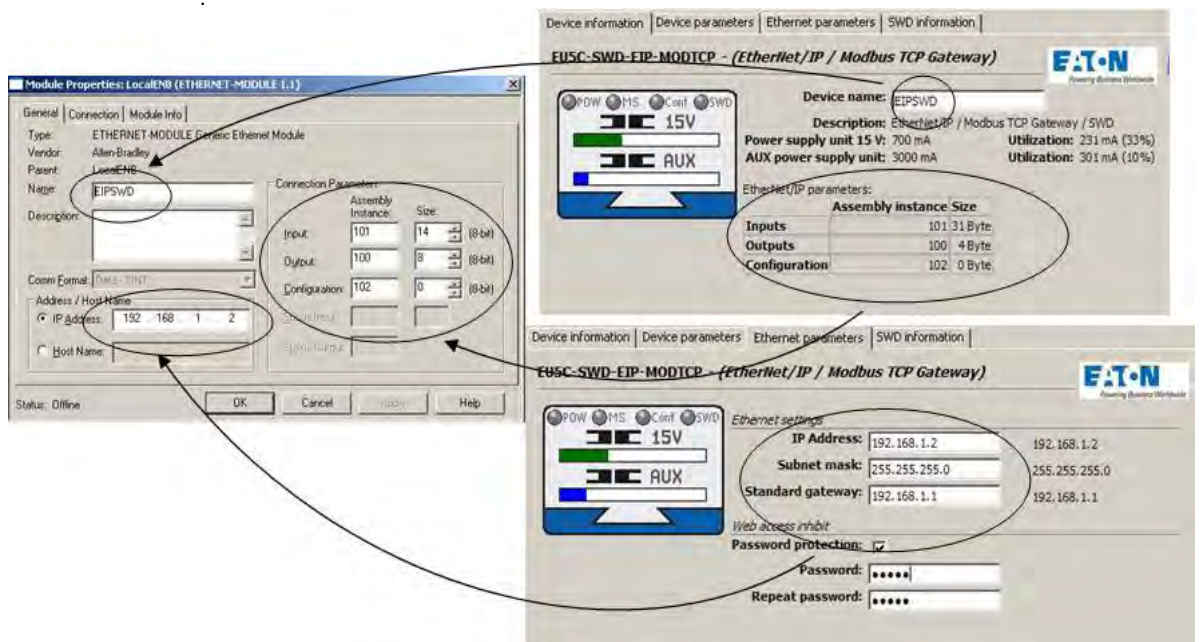 Module Properties: LocalENB (ETHERNET-MODULE 1.1)
General Connection Module Info
Type: ETHERNET-MODULE Generic Ethernet Module
Vendor: Allen-Bradley
Parent: LocalENB
Name: EIPSWD
Description:
Connection Parameters
Assembly Instance: Size:
Input: 101 14 (8-bit)
Output: 100 8 (8-bit)
Configuration: 102 0 (8-bit)
Comm Format: Data - SINT
Address / Host Name
IP Address: 192 . 168 . 1 . 2
Host Name:
Status: Offline OK Cancel Help
Device information Device parameters Ethernet parameters SWD information
EU5C-SWD-EIP-MODTCP - (EtherNet/IP / Modbus TCP Gateway)
EATON
Powering Business Worldwide
POW MS Conf SWD
15V
AUX
Device name: EIPSWD
Description: EtherNet/IP / Modbus TCP Gateway / SWD
Power supply unit 15 V: 700 mA Utilization: 231 mA (33%)
AUX power supply unit: 3000 mA Utilization: 301 mA (10%)
EtherNet/IP parameters:
Assembly instance Size
Inputs 101 31 Byte
Outputs 100 4 Byte
Configuration 102 0 Byte
Device information Device parameters Ethernet parameters SWD information
EU5C-SWD-EIP-MODTCP - (EtherNet/IP / Modbus TCP Gateway)
EATON
Powering Business Worldwide
POW MS Conf SWD
15V
AUX
Ethernet settings
IP Address: 192.168.1.2 192.168.1.2
Subnet mask: 255.255.255.0 255.255.255.0
Standard gateway: 192.168.1.1 192.168.1.1
Web access inhibit
Password protection:
Password: •••••
Repeat password: •••••